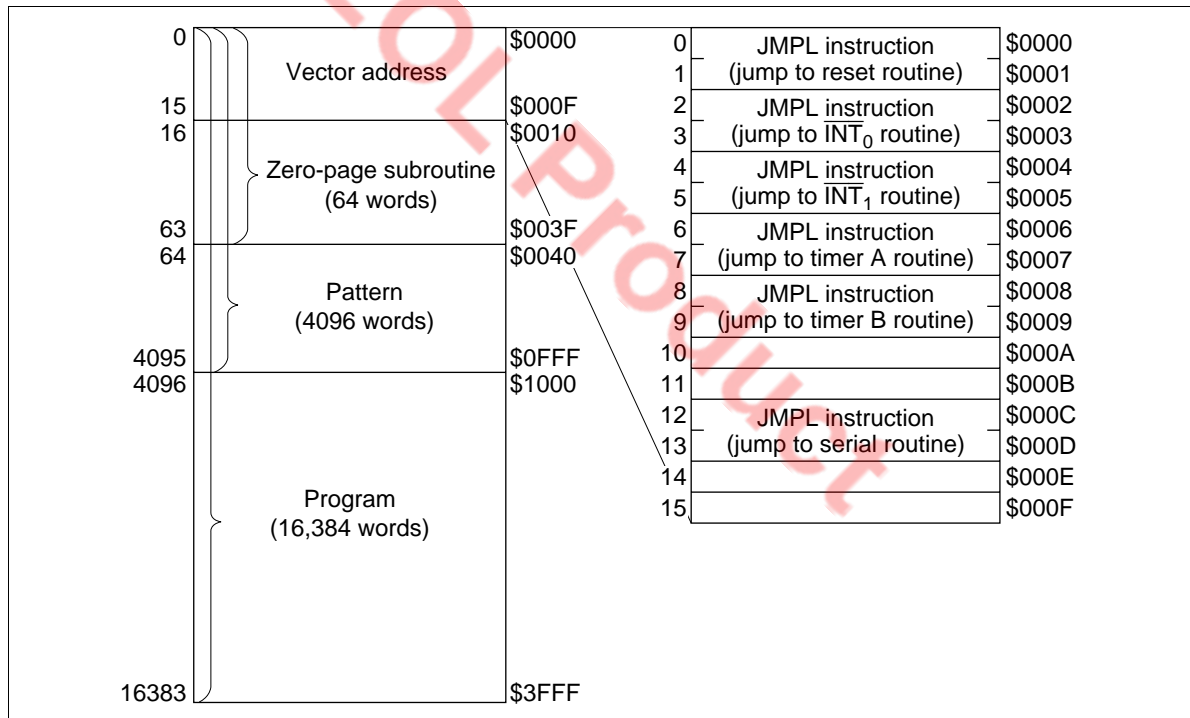 0
$0000
Vector address
15
$000F
16
$0010
Zero-page subroutine
(64 words)
63
$003F
64
$0040
Pattern
(4096 words)
4095
$0FFF
4096
$1000
Program
(16,384 words)
16383
$3FFF
0
JMPL instruction
$0000
1
(jump to reset routine)
$0001
2
JMPL instruction
$0002
3
(jump to INT0 routine)
$0003
4
JMPL instruction
$0004
5
(jump to INT1 routine)
$0005
6
JMPL instruction
$0006
7
(jump to timer A routine)
$0007
8
JMPL instruction
$0008
9
(jump to timer B routine)
$0009
10
$000A
11
$000B
12
JMPL instruction
$000C
13
(jump to serial routine)
$000D
14
$000E
15
$000F
OL Product